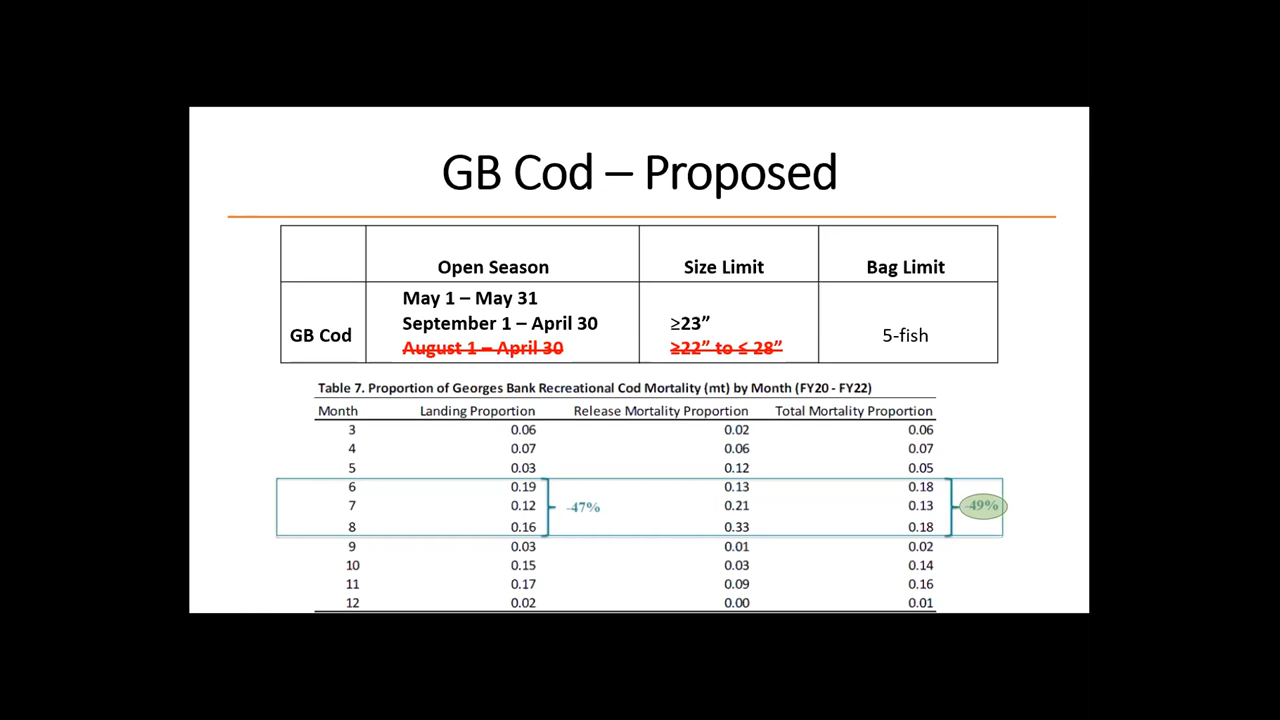 GB Cod – Proposed
Open Season Size Limit Bag Limit
May 1 – May 31
September 1 – April 30 ≥23”
GB Cod 5-fish
August 1 – April 30 ≥22” to ≤ 28”
Table 7. Proportion of Georges Bank Recreational Cod Mortality (mt) by Month (FY20 - FY22)
Month Landing Proportion Release Mortality Proportion Total Mortality Proportion
3 0.06 0.02 0.06
4 0.07 0.06 0.07
5 0.03 0.12 0.05
6 0.19 0.13 0.18
7 0.12 -47% 0.21 0.13 -49%
8 0.16 0.33 0.18
9 0.03 0.01 0.02
10 0.15 0.03 0.14
11 0.17 0.09 0.16
12 0.02 0.00 0.01